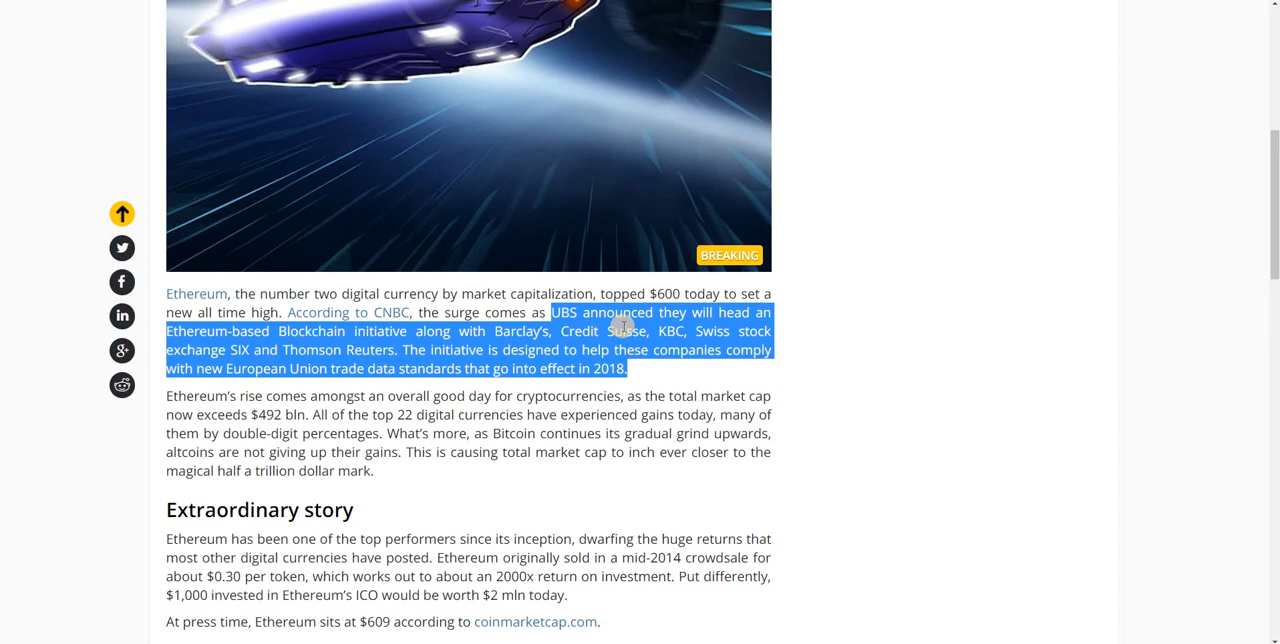 BREAKING
Ethereum, the number two digital currency by market capitalization, topped $600 today to set a
new all time high. According to CNBC, the surge comes as UBS announced they will head an
Ethereum-based Blockchain initiative along with Barclay's, Credit Suisse, KBC, Swiss stock
exchange SIX and Thomson Reuters. The initiative is designed to help these companies comply
with new European Union trade data standards that go into effect in 2018.
Ethereum's rise comes amongst an overall good day for cryptocurrencies, as the total market cap
now exceeds $492 bln. All of the top 22 digital currencies have experienced gains today, many of
them by double-digit percentages. What's more, as Bitcoin continues its gradual grind upwards,
altcoins are not giving up their gains. This is causing total market cap to inch ever closer to the
magical half a trillion dollar mark.
Extraordinary story
Ethereum has been one of the top performers since its inception, dwarfing the huge returns that
most other digital currencies have posted. Ethereum originally sold in a mid-2014 crowdsale for
about $0.30 per token, which works out to about an 2000x return on investment. Put differently,
$1,000 invested in Ethereum's ICO would be worth $2 mln today.
At press time, Ethereum sits at $609 according to coinmarketcap.com.